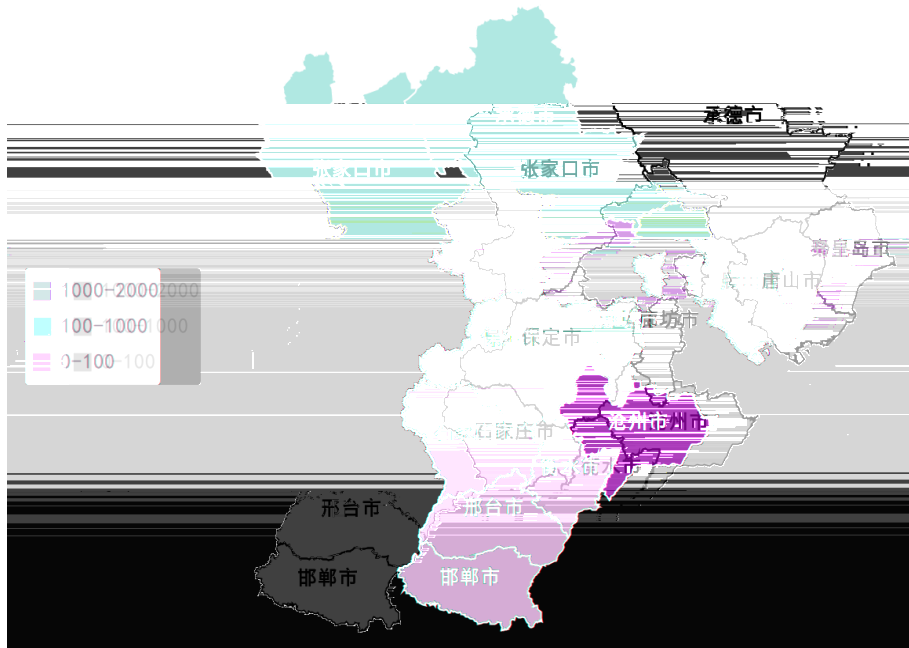 承德市
张家口市
张家口市
秦皇岛市
唐山市
1000-2000
廊坊市
100-1000
保定市
0-100
沧州市
石家庄市
邢台市
邢台市
邯郸市
邯郸市